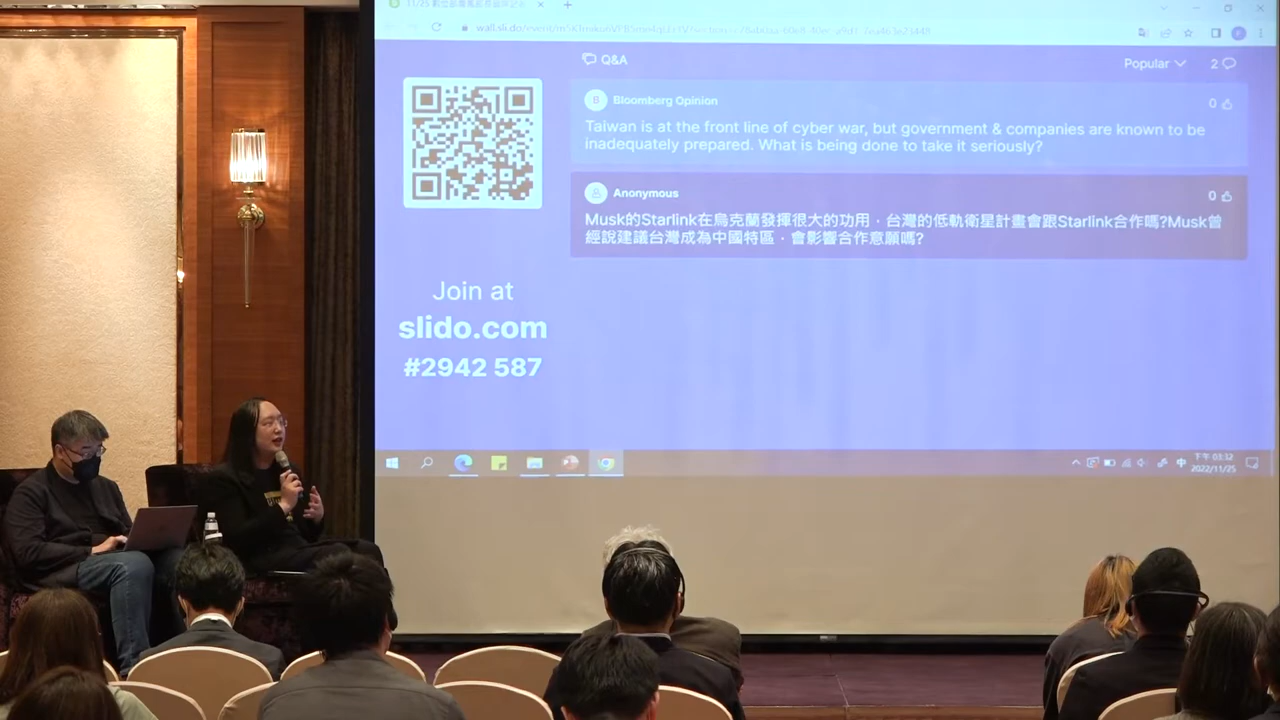 Q&A
Popular
2
B
Bloomberg Opinion
0
Taiwan is at the front line of cyber war, but government & companies are known to be
inadequately prepared. What is being done to take it seriously?
Anonymous
0
Musk的Starlink在烏克蘭發揮很大的功用，台灣的低軌衛星計畫會跟Starlink合作嗎?Musk曾
經說建議台灣成為中國特區，會影響合作意願嗎?
Join at
slido.com
#2942 587
中
下午 03:32
2022/11/25